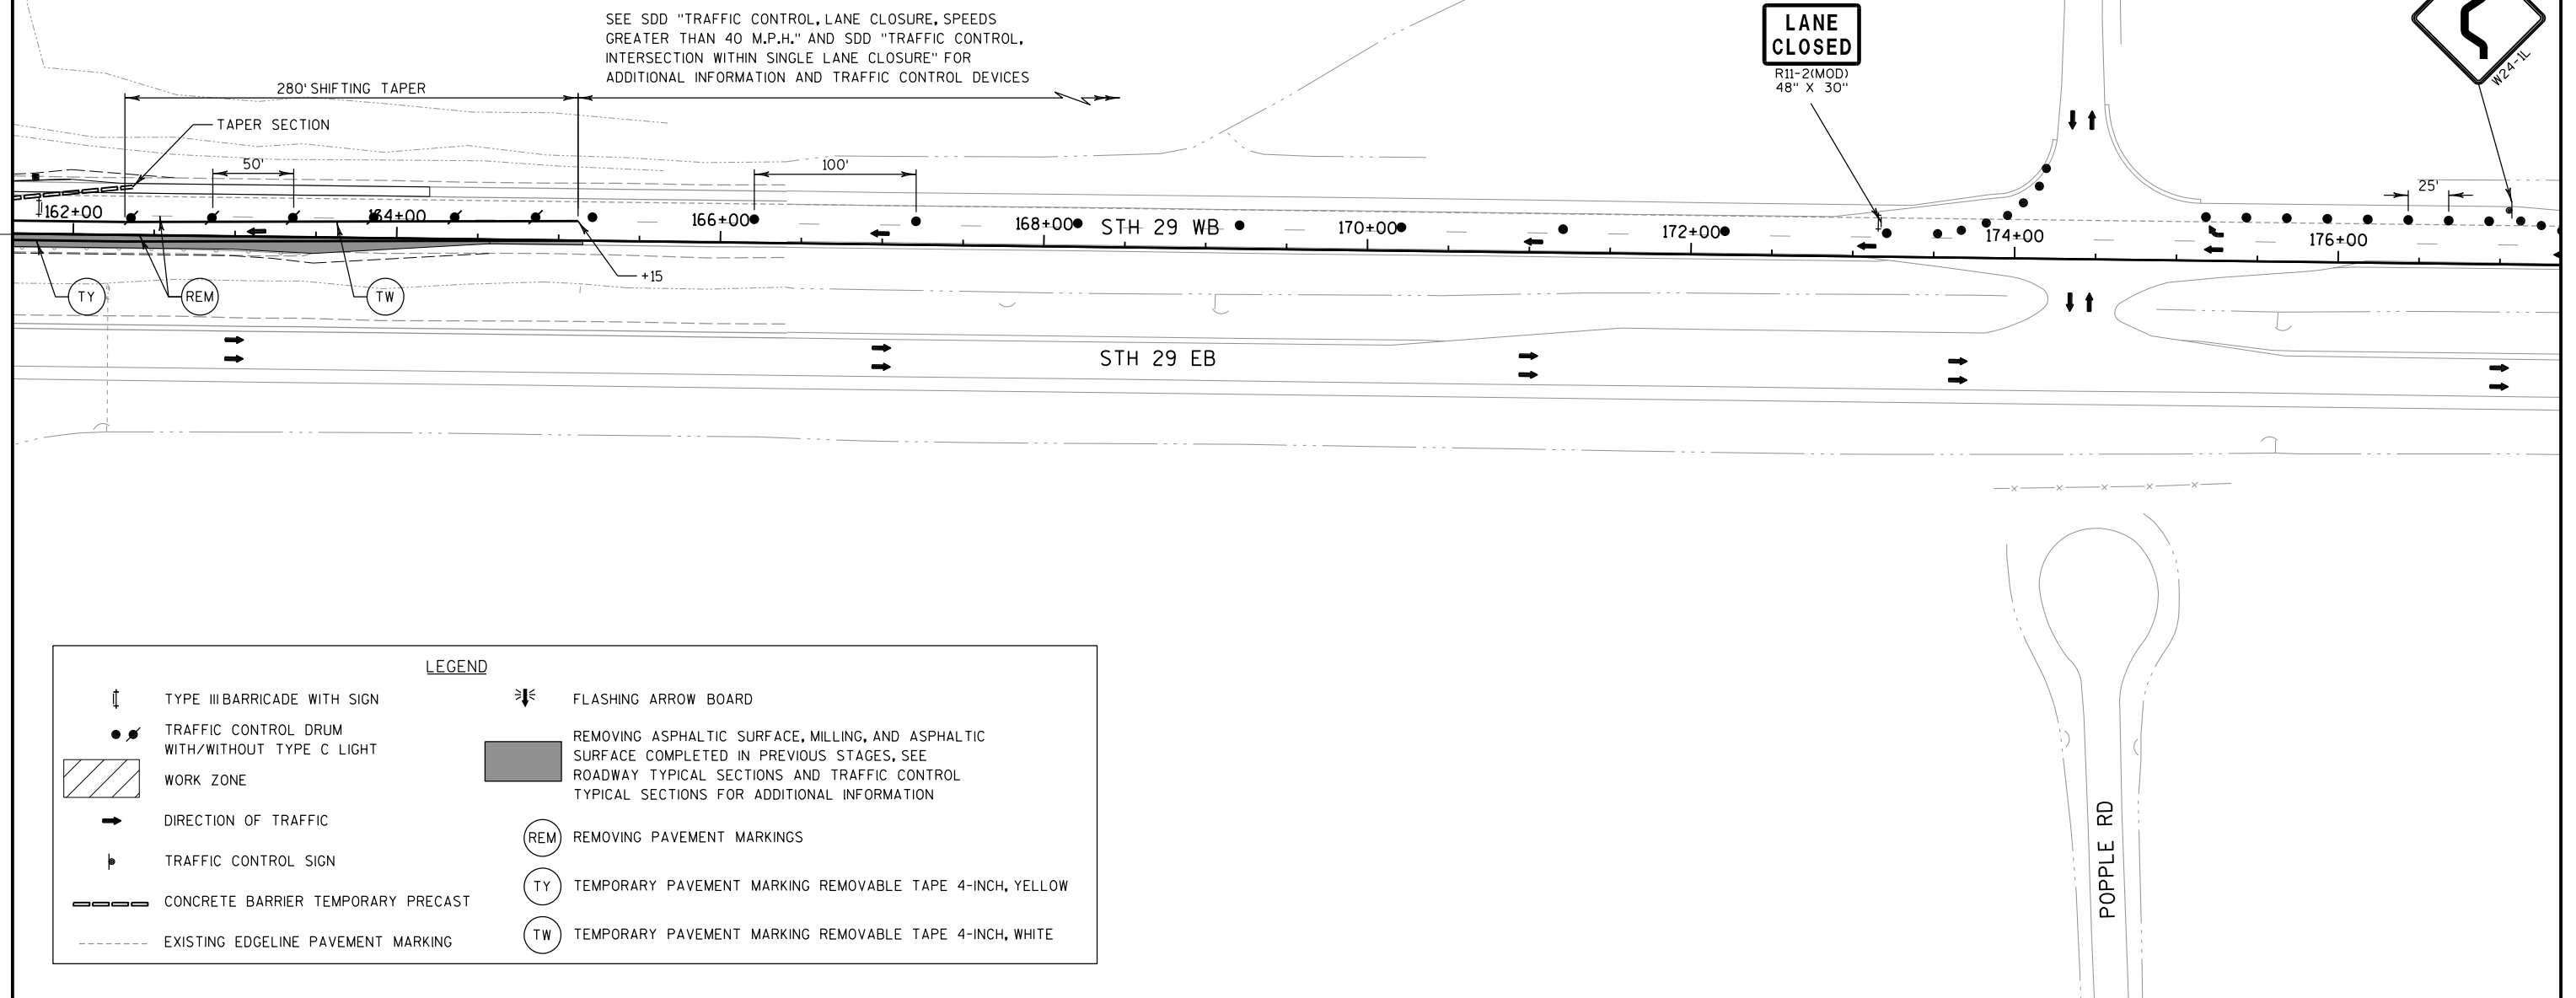 SEE SDD "TRAFFIC CONTROL, LANE CLOSURE, SPEEDS
GREATER THAN 40 M.P.H." AND SDD "TRAFFIC CONTROL,
INTERSECTION WITHIN SINGLE LANE CLOSURE" FOR
ADDITIONAL INFORMATION AND TRAFFIC CONTROL DEVICES
LANE
CLOSED
R11-2(MOD)
48" X 30"
W24-1L
280' SHIFTING TAPER
TAPER SECTION
50'
100'
25'
162+00
164+00
166+00
168+00
STH 29 WB
170+00
172+00
174+00
176+00
+15
TY
REM
TW
STH 29 EB
POPPLE RD
LEGEND
TYPE III BARRICADE WITH SIGN
TRAFFIC CONTROL DRUM
WITH/WITHOUT TYPE C LIGHT
WORK ZONE
DIRECTION OF TRAFFIC
TRAFFIC CONTROL SIGN
CONCRETE BARRIER TEMPORARY PRECAST
EXISTING EDGELINE PAVEMENT MARKING
FLASHING ARROW BOARD
REMOVING ASPHALTIC SURFACE, MILLING, AND ASPHALTIC
SURFACE COMPLETED IN PREVIOUS STAGES, SEE
ROADWAY TYPICAL SECTIONS AND TRAFFIC CONTROL
TYPICAL SECTIONS FOR ADDITIONAL INFORMATION
REM REMOVING PAVEMENT MARKINGS
TY TEMPORARY PAVEMENT MARKING REMOVABLE TAPE 4-INCH, YELLOW
TW TEMPORARY PAVEMENT MARKING REMOVABLE TAPE 4-INCH, WHITE